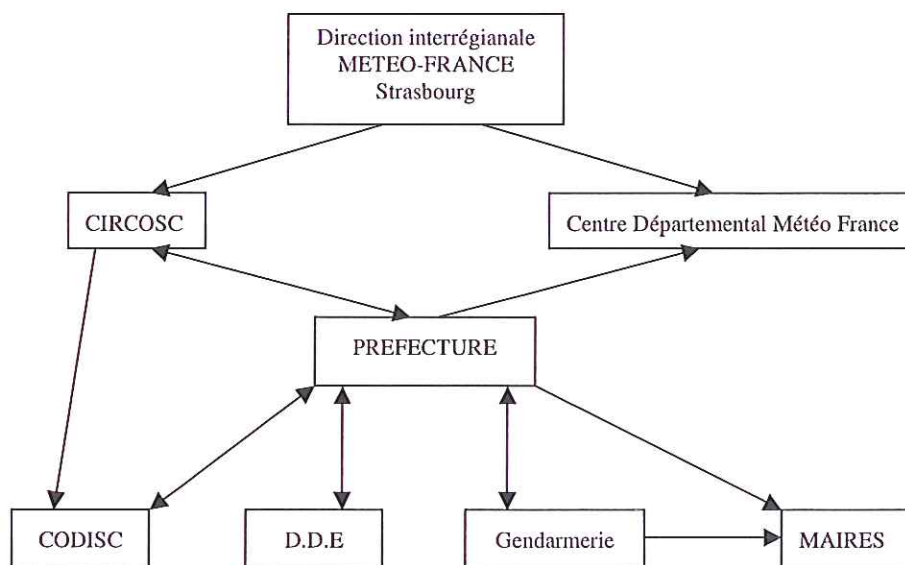 Direction interrégianale
METEO-FRANCE
Strasbourg
CIRCOSC
Centre Départemental Météo France
PREFECTURE
CODISC
D.D.E
Gendarmerie
MAIRES